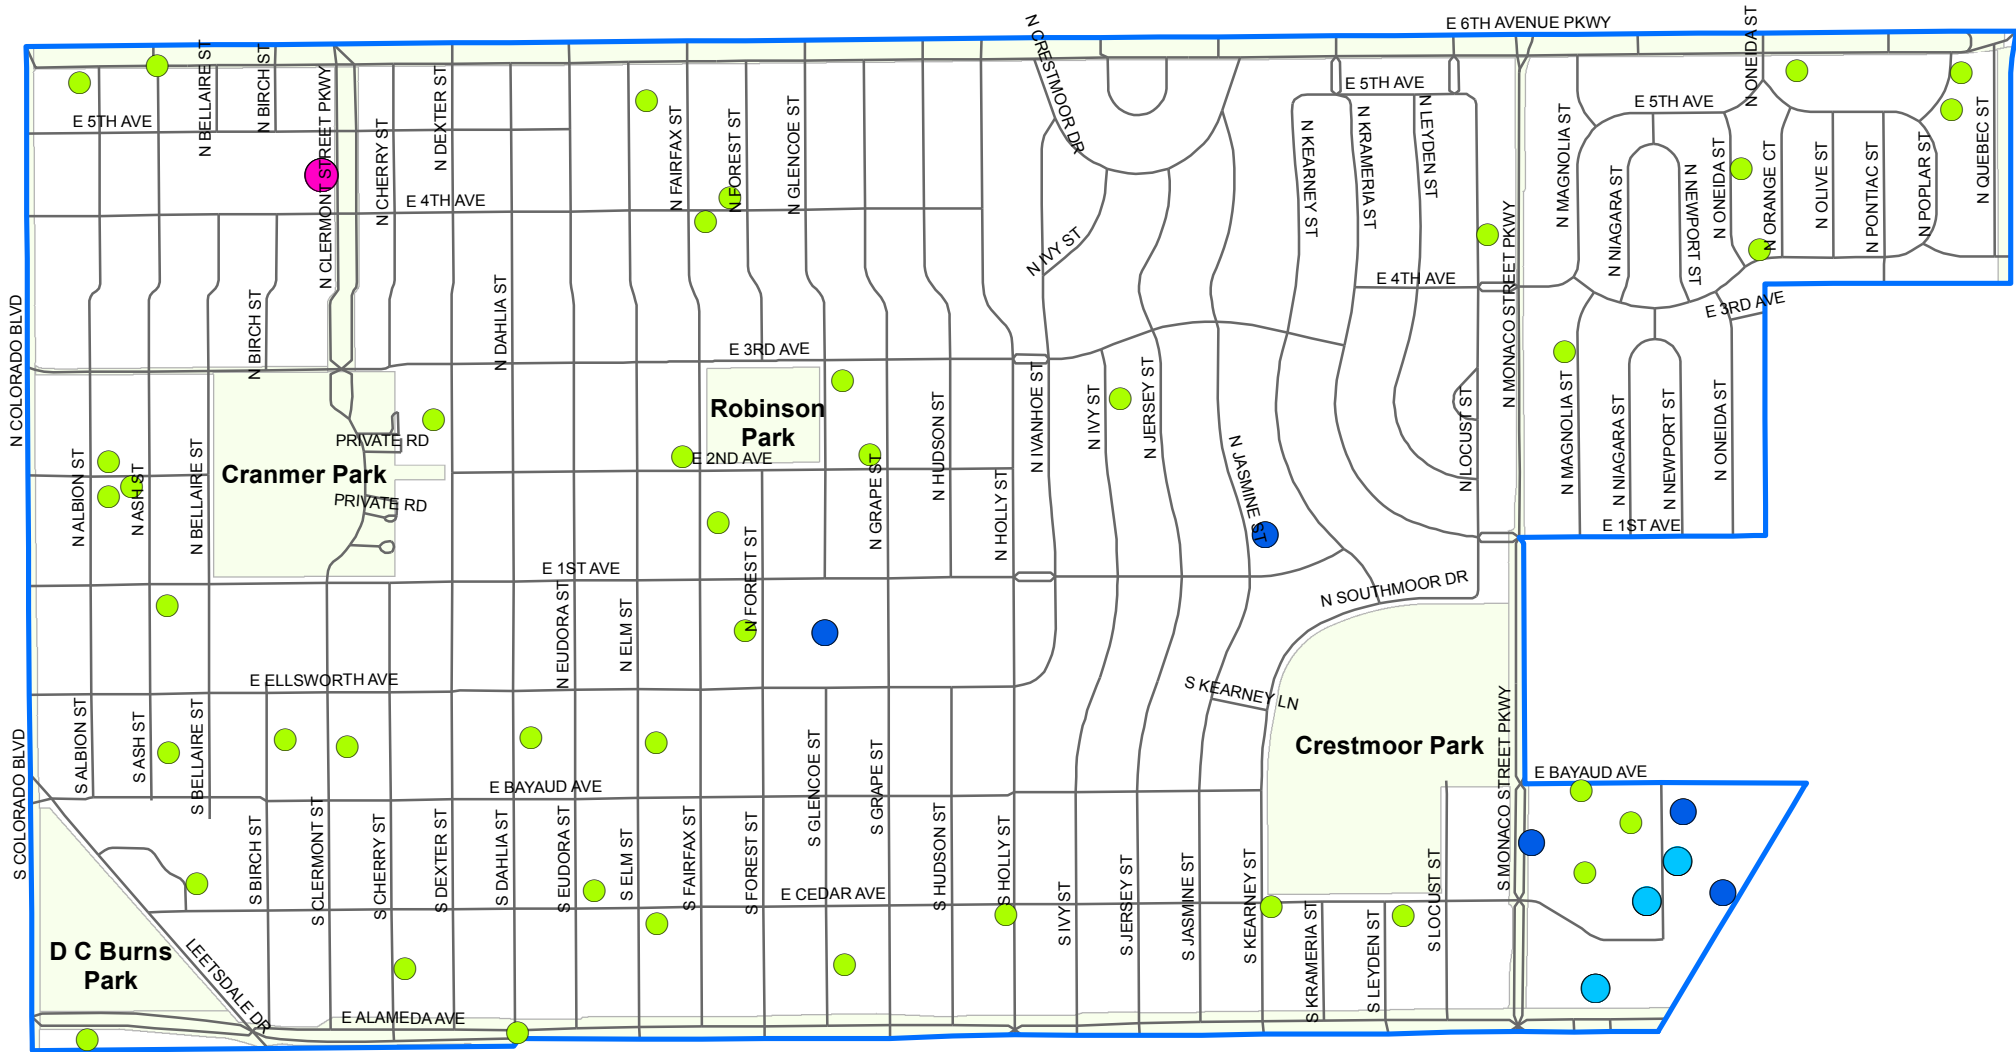 E 6TH AVENUE PKWY
N CRESTMOOR DR
N ONEIDA ST
N BELLAIRE ST
N BIRCH ST
N CLERMONT STREET PKWY
N DEXTER ST
E 5TH AVE
E 5TH AVE
E 5TH AVE
N CHERRY ST
N FAIRFAX ST
N FOREST ST
N GLENCOE ST
N KEARNEY ST
N KRAMERIA ST
N LEYDEN ST
N MAGNOLIA ST
N NIAGARA ST
N NEWPORT ST
N ONEIDA ST
N ORANGE CT
N OLIVE ST
N PONTIAC ST
N POPLAR ST
N QUEBEC ST
E 4TH AVE
N IVY ST
E 4TH AVE
N MONACO STREET PKWY
E 3RD AVE
N COLORADO BLVD
N BIRCH ST
N DAHLIA ST
E 3RD AVE
Robinson
Park
E 2ND AVE
PRIVATE RD
Cranmer Park
PRIVATE RD
N ALBION ST
N ASH ST
N BELLAIRE ST
N GRAPE ST
N HUDSON ST
N HOLLY ST
N IVANHOE ST
N IVY ST
N JERSEY ST
N JASMINE ST
N LOCUST ST
N MAGNOLIA ST
N NIAGARA ST
N NEWPORT ST
N ONEIDA ST
E 1ST AVE
E 1ST AVE
N EUDORA ST
N ELM ST
N FOREST ST
N SOUTHMOOR DR
E ELLSWORTH AVE
S KEARNEY LN
S COLORADO BLVD
S ALBION ST
S ASH ST
S BELLAIRE ST
Crestmoor Park
S MONACO STREET PKWY
E BAYAUD AVE
E BAYAUD AVE
S GLENCOE ST
S GRAPE ST
S BIRCH ST
S CLERMONT ST
S CHERRY ST
S DEXTER ST
S DAHLIA ST
S EUDORA ST
S ELM ST
S FAIRFAX ST
S FOREST ST
E CEDAR AVE
S HUDSON ST
S HOLLY ST
S IVY ST
S JERSEY ST
S JASMINE ST
S KEARNEY ST
S KRAMERIA ST
S LEYDEN ST
S LOCUST ST
D C Burns
Park
LEETSDALE DR
E ALAMEDA AVE